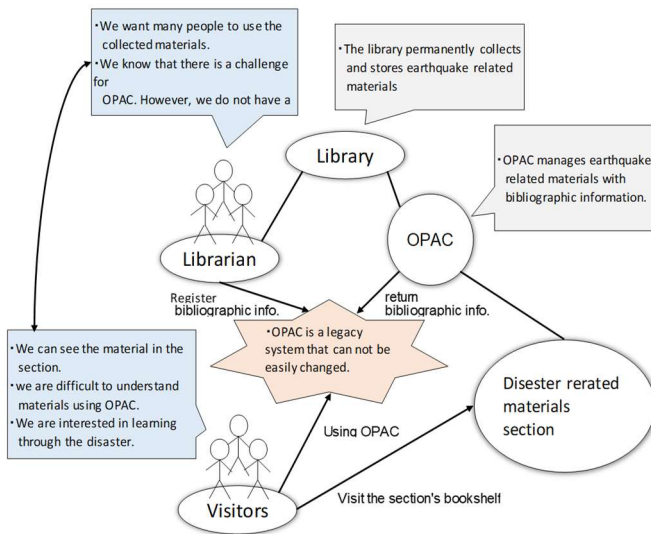 ・We want many people to use the
collected materials.
・We know that there is a challenge
for
OPAC. However, we do not have a
・The library permanently collects
and stores earthquake related
materials
Library
・OPAC manages earthquake
related materials with
bibliographic information.
OPAC
Librarian
Register
bibliographic info.
return
bibliographic info.
・OPAC is a legacy
system that can not be
easily changed.
・We can see the material in the
section.
・we are difficult to understand
materials using OPAC.
・We are interested in learning
through the disaster.
Disester rerated
materials
section
Using OPAC
Visit the section's bookshelf
Visitors